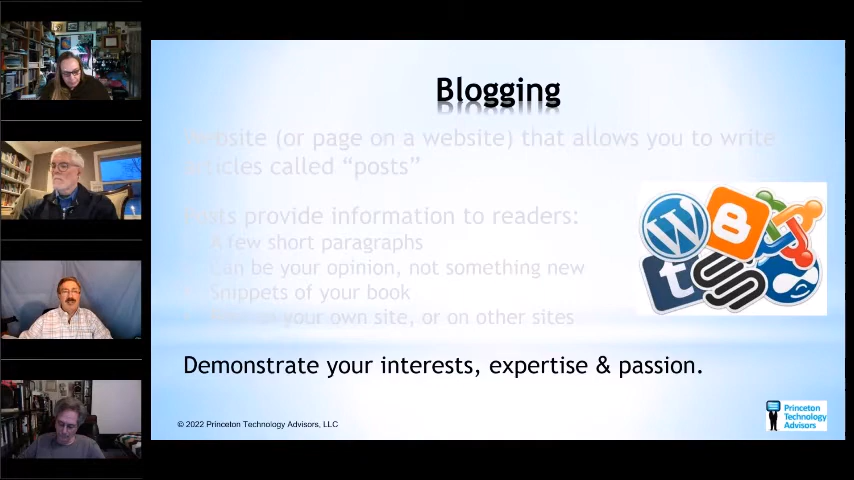 Blogging
Website (or page on a website) that allows you to write
articles called “posts”
Posts provide information to readers:
A few short paragraphs
Can be your opinion, not something new
Snippets of your book
your own site, or on other sites
Demonstrate your interests, expertise & passion.
© 2022 Princeton Technology Advisors, LLC
Princeton
Technology
Advisors